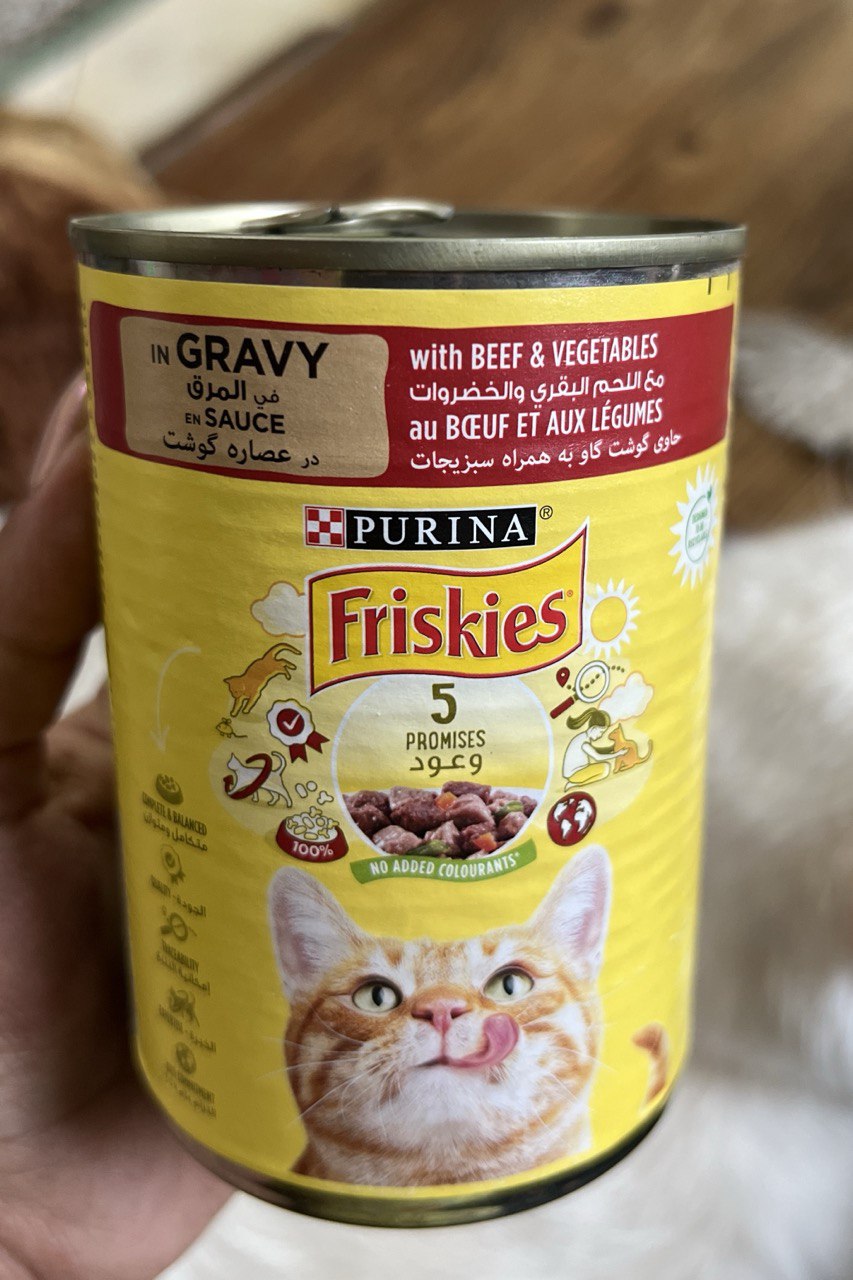 IN GRAVY
في المرق
EN SAUCE
در عصاره گوشت
with BEEF & VEGETABLES
مع اللحم البقري والخضروات
au BŒUF ET AUX LÉGUMES
حاوی گوشت گاو به همراه سبزیجات
PURINA®
Friskies
5
PROMISES
وعود
100%
NO ADDED COLOURANTS*
COMPLETE & BALANCED
متكامل ومتوازن
QUALITY - الجودة
TRACEABILITY